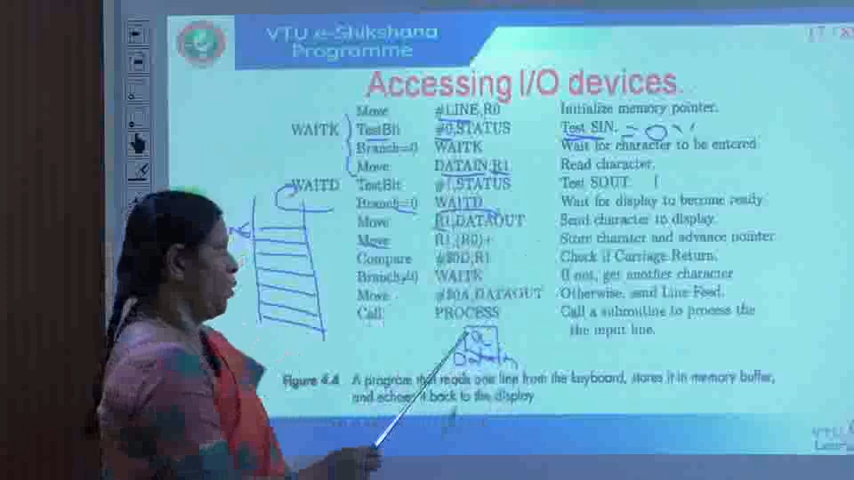 VTU e-Shikshana
Programme
Accessing I/O devices
Move #LINE,R0 Initialize memory pointer.
WAITK TestBit #0,STATUS Test SIN. = 0
Branch=0 WAITK Wait for character to be entered
Move DATAIN,R1 Read character.
WAITD TestBit #1,STATUS Test SOUT 1
Branch=0 WAITD Wait for display to become ready
Move R1,DATAOUT Send character to display.
Move R1,(R0)+ Store charater and advance pointer
Compare #$0D,R1 Check if Carriage Return.
Branch≠0 WAITK If not, get another character
Move #$0A,DATAOUT Otherwise, send Line Feed.
Call PROCESS Call a subroutine to process the
the input line.
Figure 4.4 A program that reads one line from the keyboard, stores it in memory buffer,
and echoes it back to the display